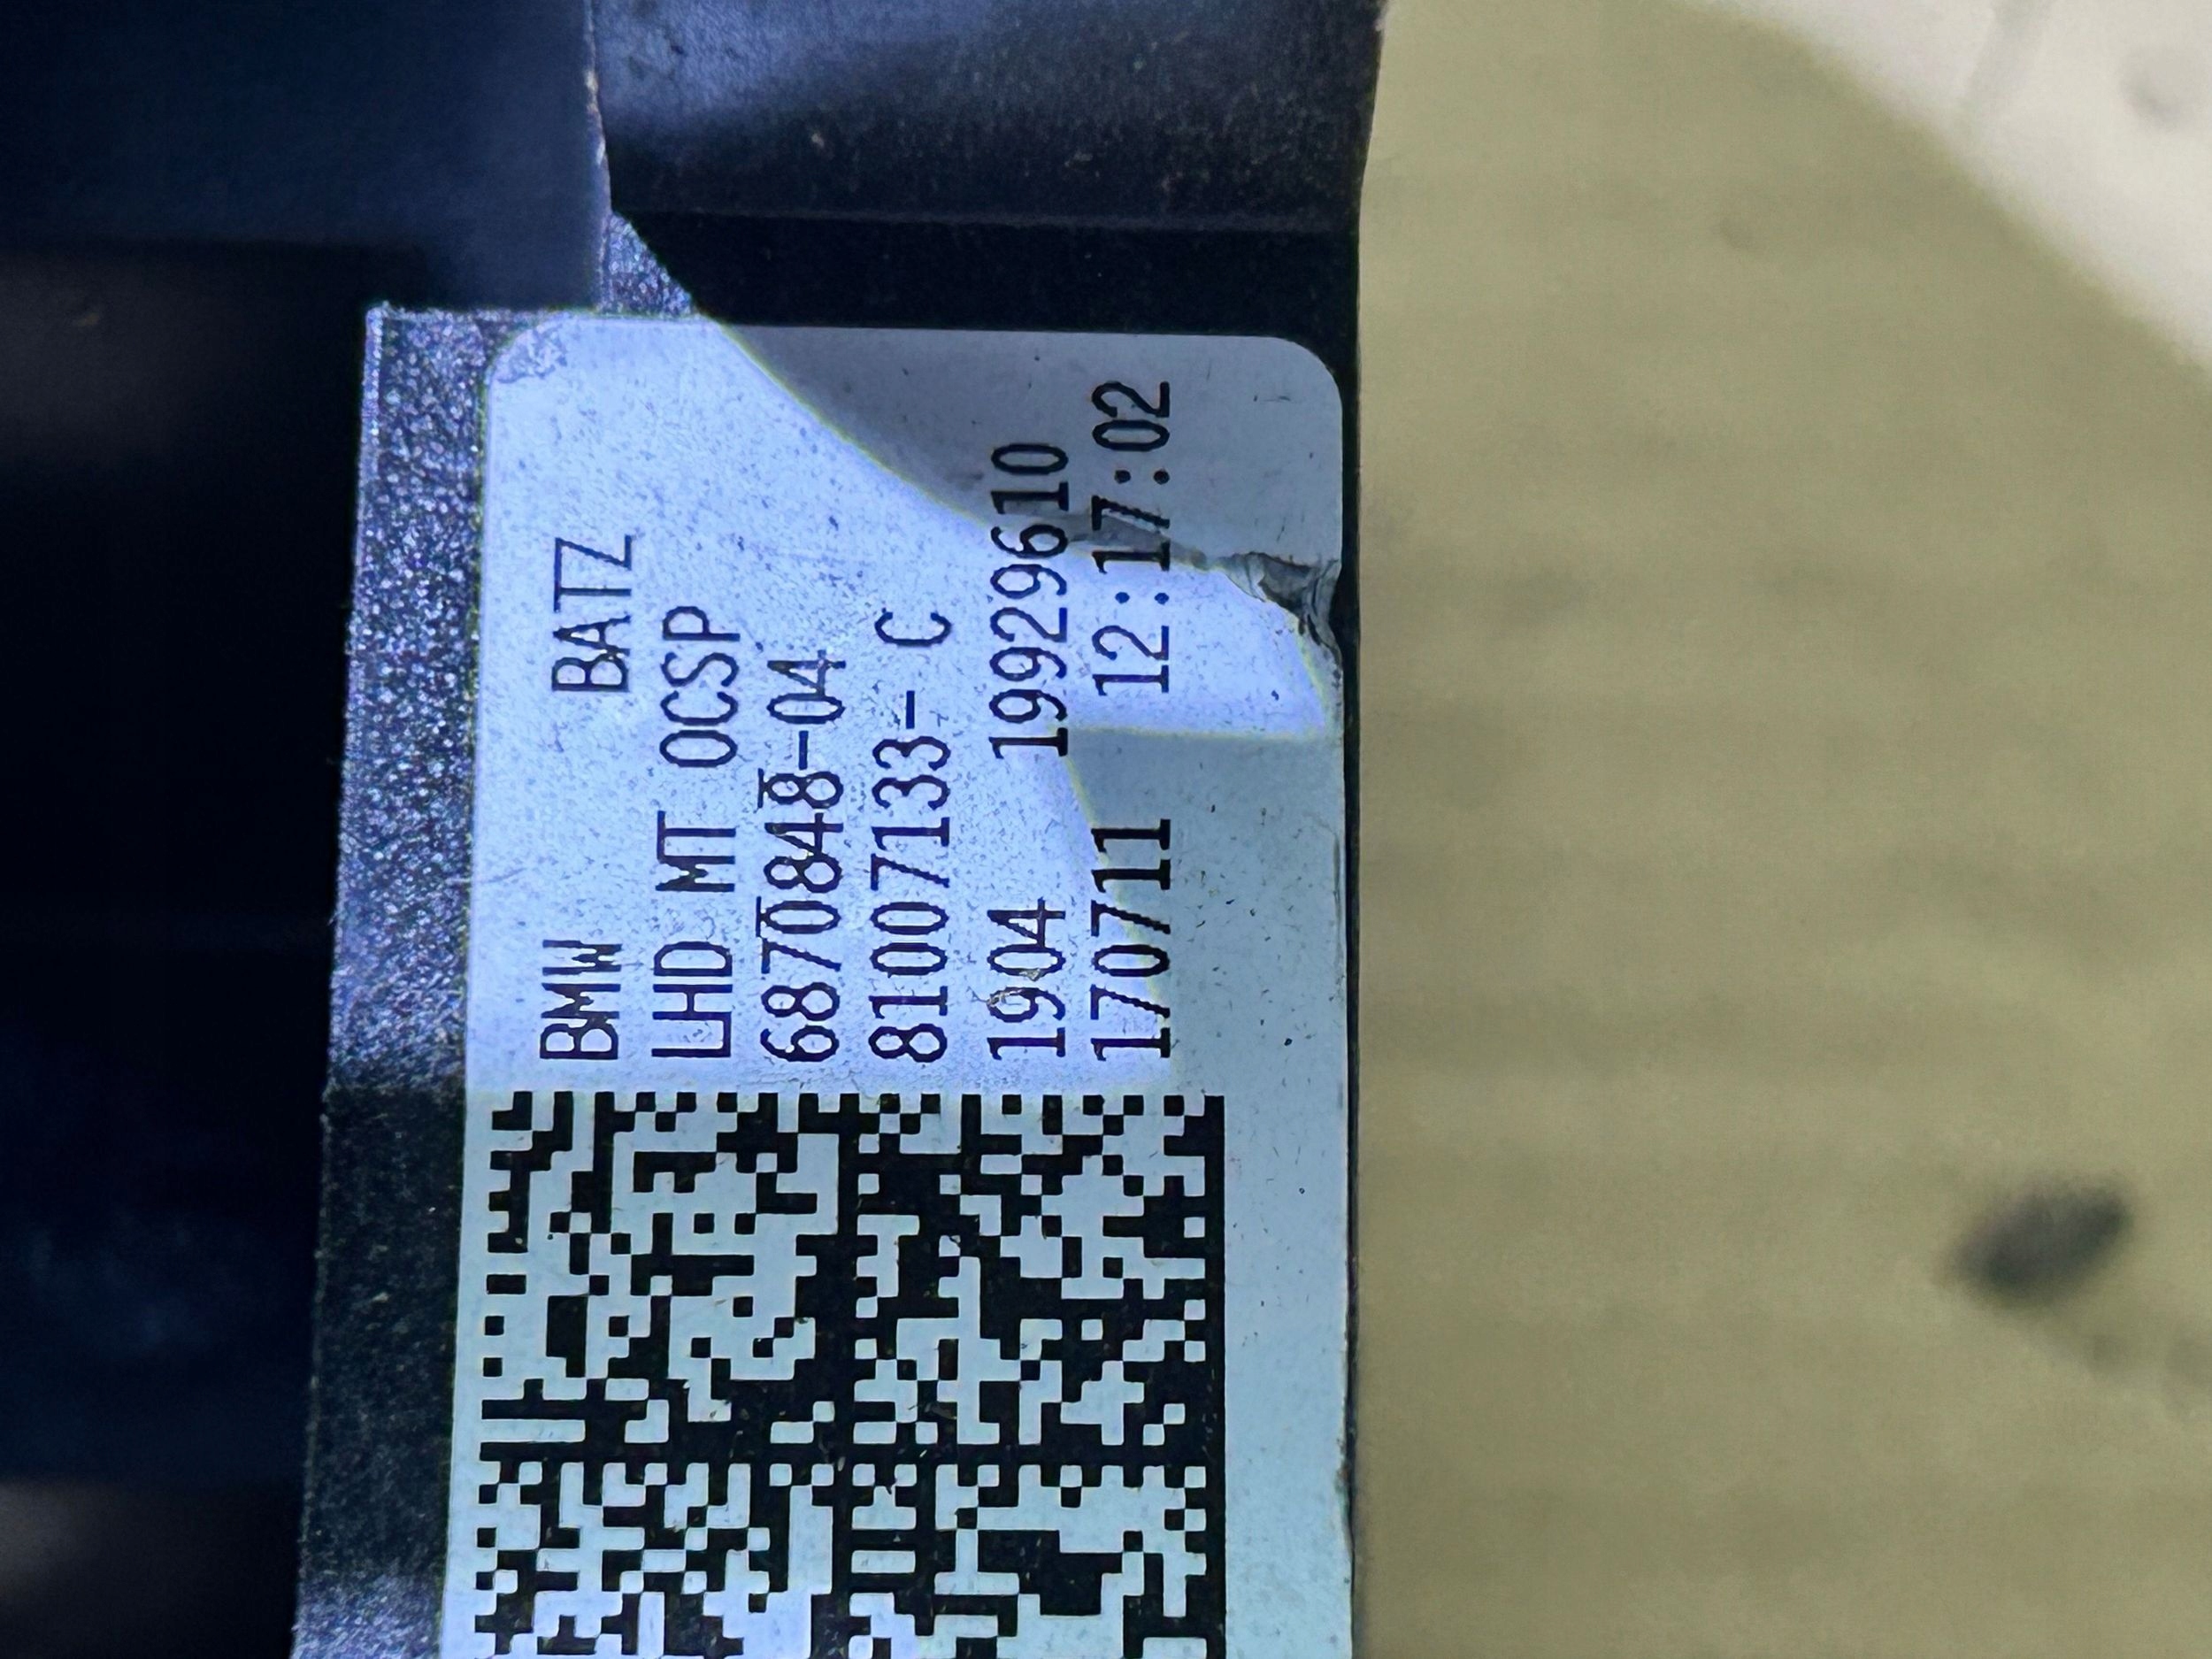 BMW BATZ
LHD MT OCSP
6870848-04
81007133- C
1904 19929610
170711 12:17:02